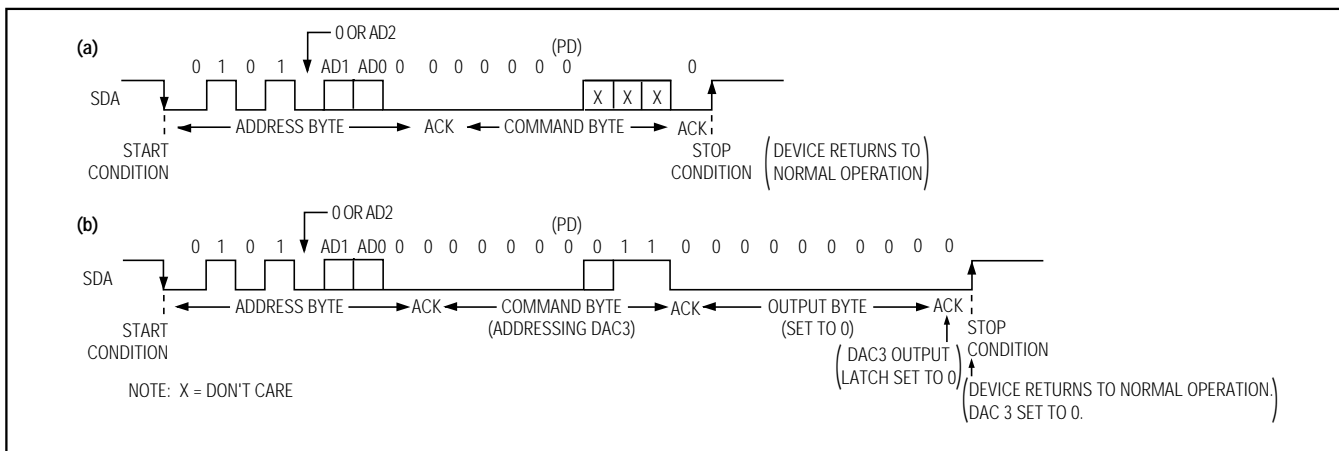 (a)
0 OR AD2
(PD)
0 1 0 1 AD1 AD0 0 0 0 0 0 0 0 0
SDA
X X X
ADDRESS BYTE ACK COMMAND BYTE ACK
START CONDITION
STOP CONDITION
(DEVICE RETURNS TO NORMAL OPERATION)
(b)
0 OR AD2
(PD)
0 1 0 1 AD1 AD0 0 0 0 0 0 0 0 0 1 1 0 0 0 0 0 0 0 0 0 0
SDA
ADDRESS BYTE ACK COMMAND BYTE ACK OUTPUT BYTE ACK
(ADDRESSING DAC3) (SET TO 0)
START CONDITION
STOP CONDITION
(DAC3 OUTPUT LATCH SET TO 0)
(DEVICE RETURNS TO NORMAL OPERATION. DAC 3 SET TO 0.)
NOTE: X = DON'T CARE